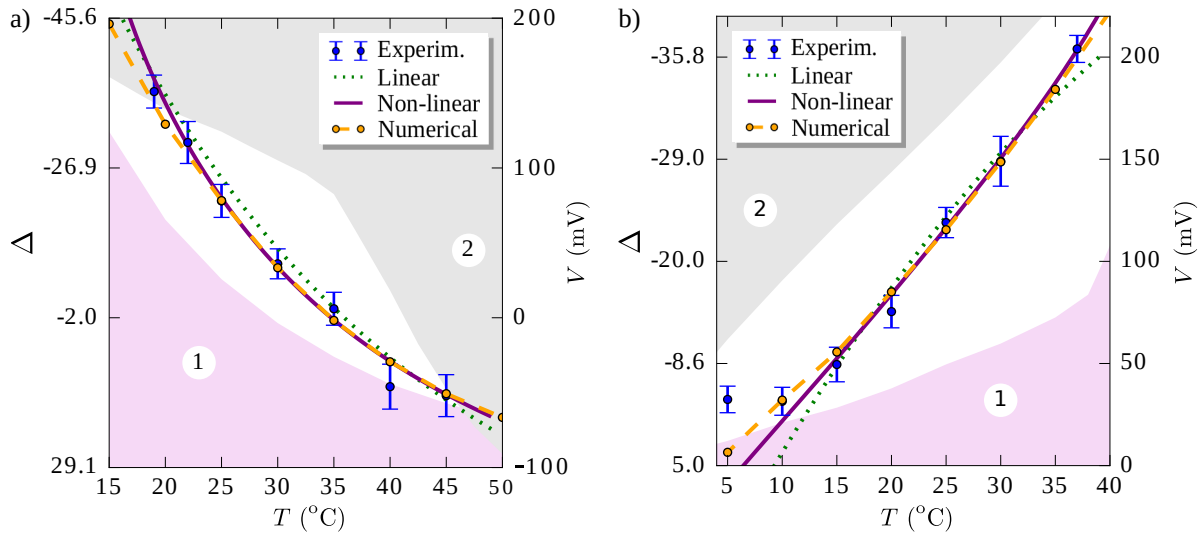 a)
-45.6
-26.9
-2.0
29.1
Δ
200
100
0
-100
V (mV)
Experim.
Linear
Non-linear
Numerical
2
1
15 20 25 30 35 40 45 50
T (°C)
b)
-35.8
-29.0
-20.0
-8.6
5.0
Δ
200
150
100
50
0
V (mV)
Experim.
Linear
Non-linear
Numerical
2
1
5 10 15 20 25 30 35 40
T (°C)